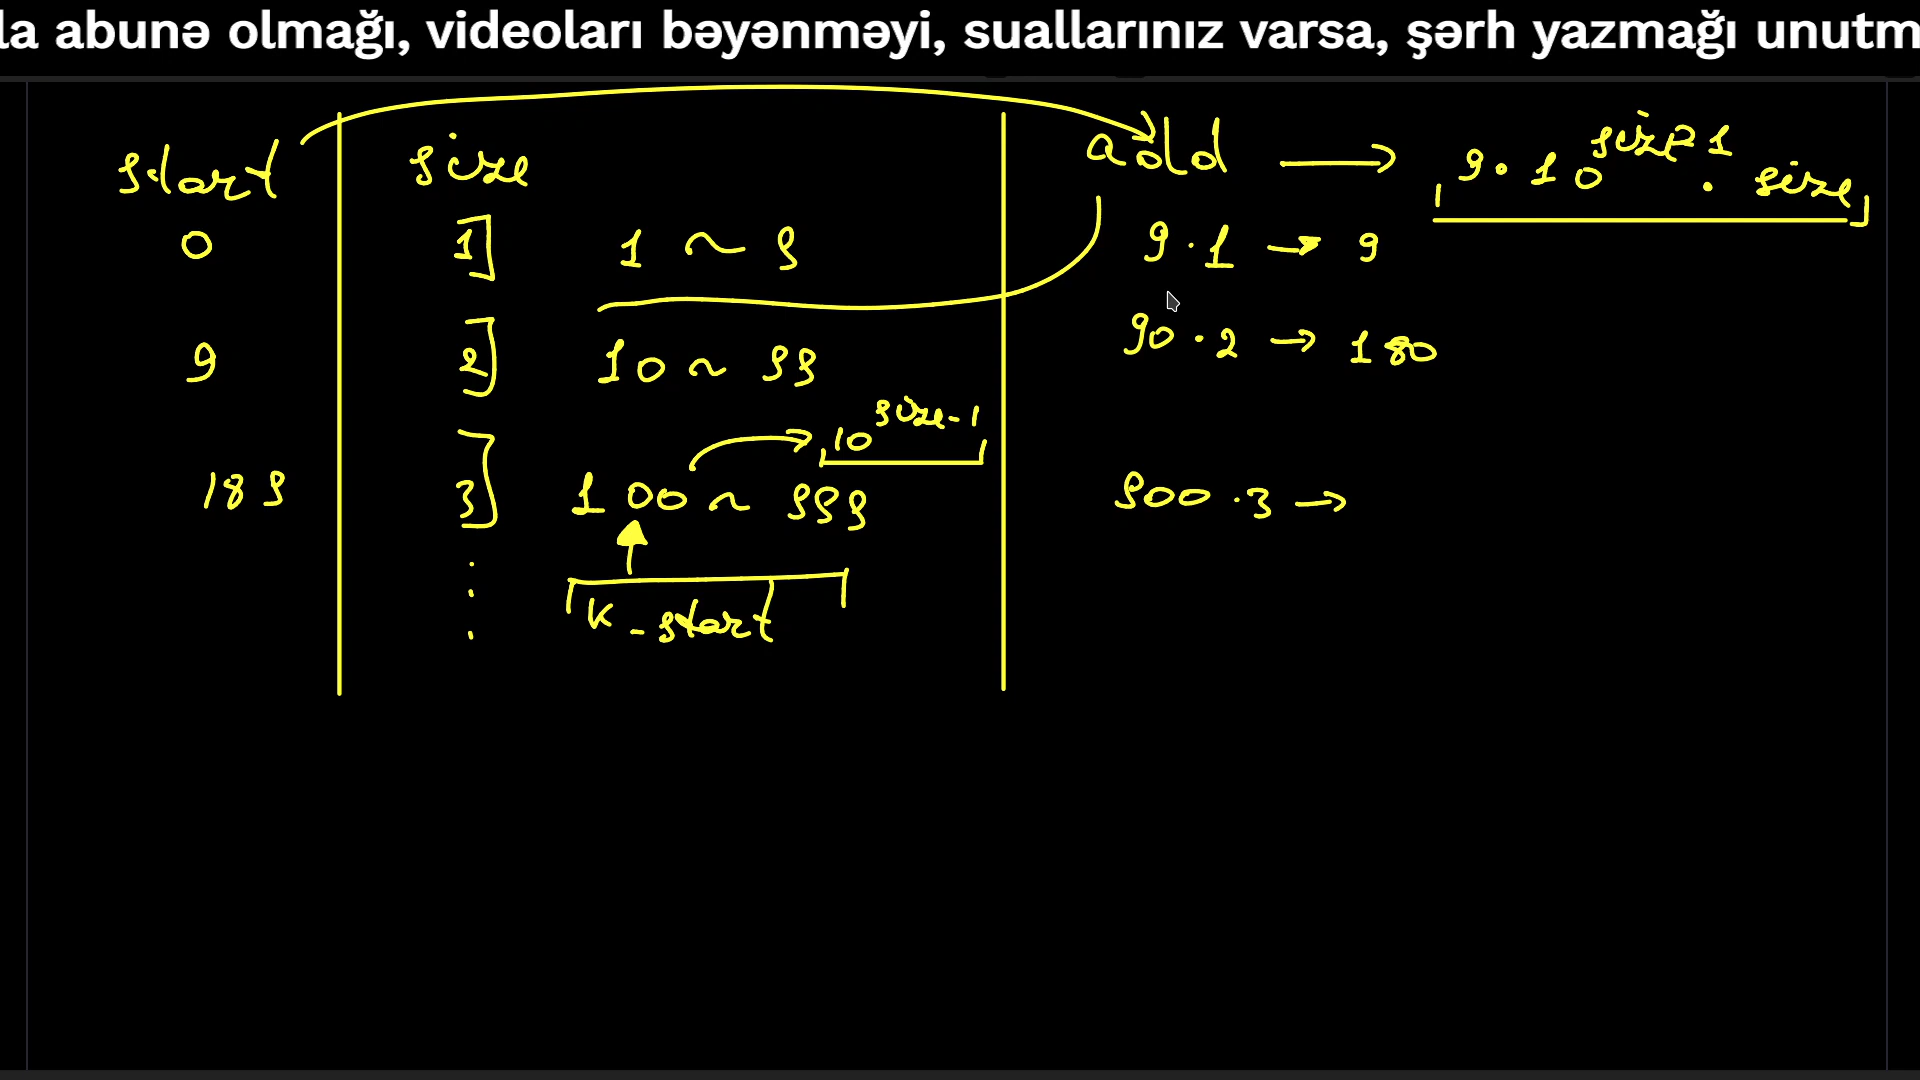 la abunə olmağı, videoları bəyənməyi, suallarınız varsa, şərh yazmağı unutm
start size add → 9·10^size-1 · size
0 1] 1 ~ 9 9·1 → 9
9 2] 10 ~ 99 90·2 → 180
10^size-1
189 3] 100 ~ 999 900·3 →
k-start